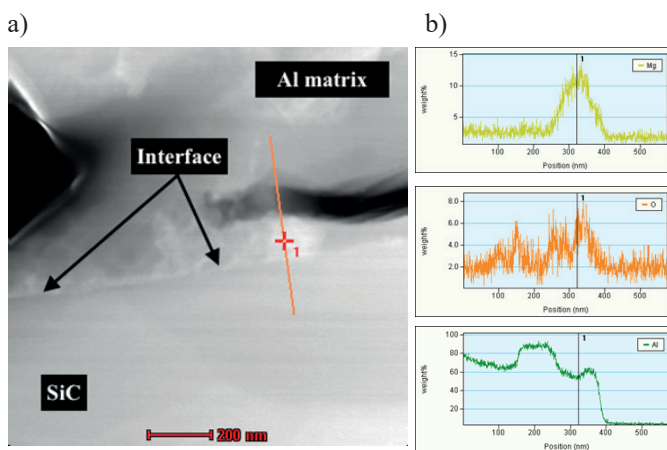 a)
b)
Al matrix
Interface
1
SiC
200 nm
15
10
5
weight%
1
Mg
100 200 300 400 500
Position (nm)
8.0
6.0
4.0
2.0
weight%
1
O
100 200 300 400 500
Position (nm)
100
80
60
40
20
weight%
1
Al
100 200 300 400 500
Position (nm)